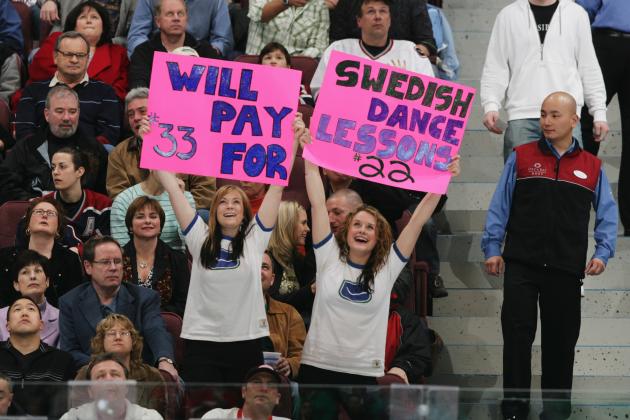 WILL
PAY
#33 FOR
SWEDISH
DANCE
LESSONS
#22